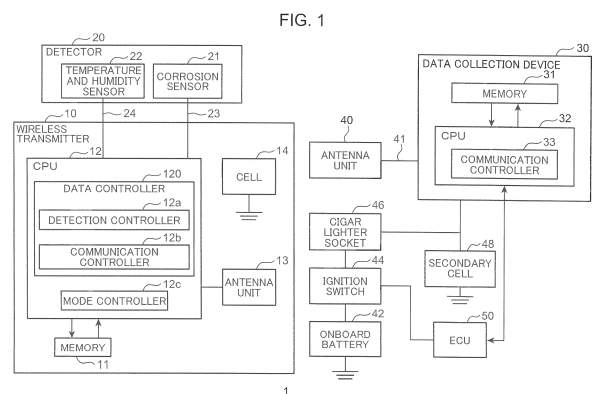 FIG. 1
20
DETECTOR
22
TEMPERATURE
AND HUMIDITY
SENSOR
21
CORROSION
SENSOR
24
23
10
WIRELESS
TRANSMITTER
12
CPU
120
DATA CONTROLLER
12a
DETECTION CONTROLLER
12b
COMMUNICATION
CONTROLLER
12c
MODE CONTROLLER
MEMORY
11
14
CELL
13
ANTENNA
UNIT
30
DATA COLLECTION DEVICE
31
MEMORY
32
CPU
33
COMMUNICATION
CONTROLLER
40
ANTENNA
UNIT
41
46
CIGAR
LIGHTER
SOCKET
44
IGNITION
SWITCH
42
ONBOARD
BATTERY
48
SECONDARY
CELL
50
ECU
1